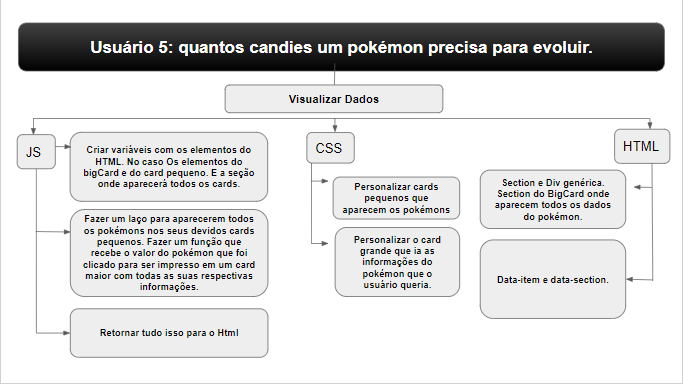 Usuário 5: quantos candies um pokémon precisa para evoluir.
Visualizar Dados
JS
Criar variáveis com os elementos do
HTML. No caso Os elementos do
bigCard e do card pequeno. E a seção
onde aparecerá todos os cards.
Fazer um laço para aparecerem todos
os pokémons nos seus devidos cards
pequenos. Fazer um função que
recebe o valor do pokémon que foi
clicado para ser impresso em um card
maior com todas as suas respectivas
informações.
Retornar tudo isso para o Html
CSS
Personalizar cards
pequenos que
aparecem os pokémons
Personalizar o card
grande que ia as
informações do
pokémon que o
usuário queria.
HTML
Section e Div genérica.
Section do BigCard onde
aparecem todos os dados
do pokémon.
Data-item e data-section.